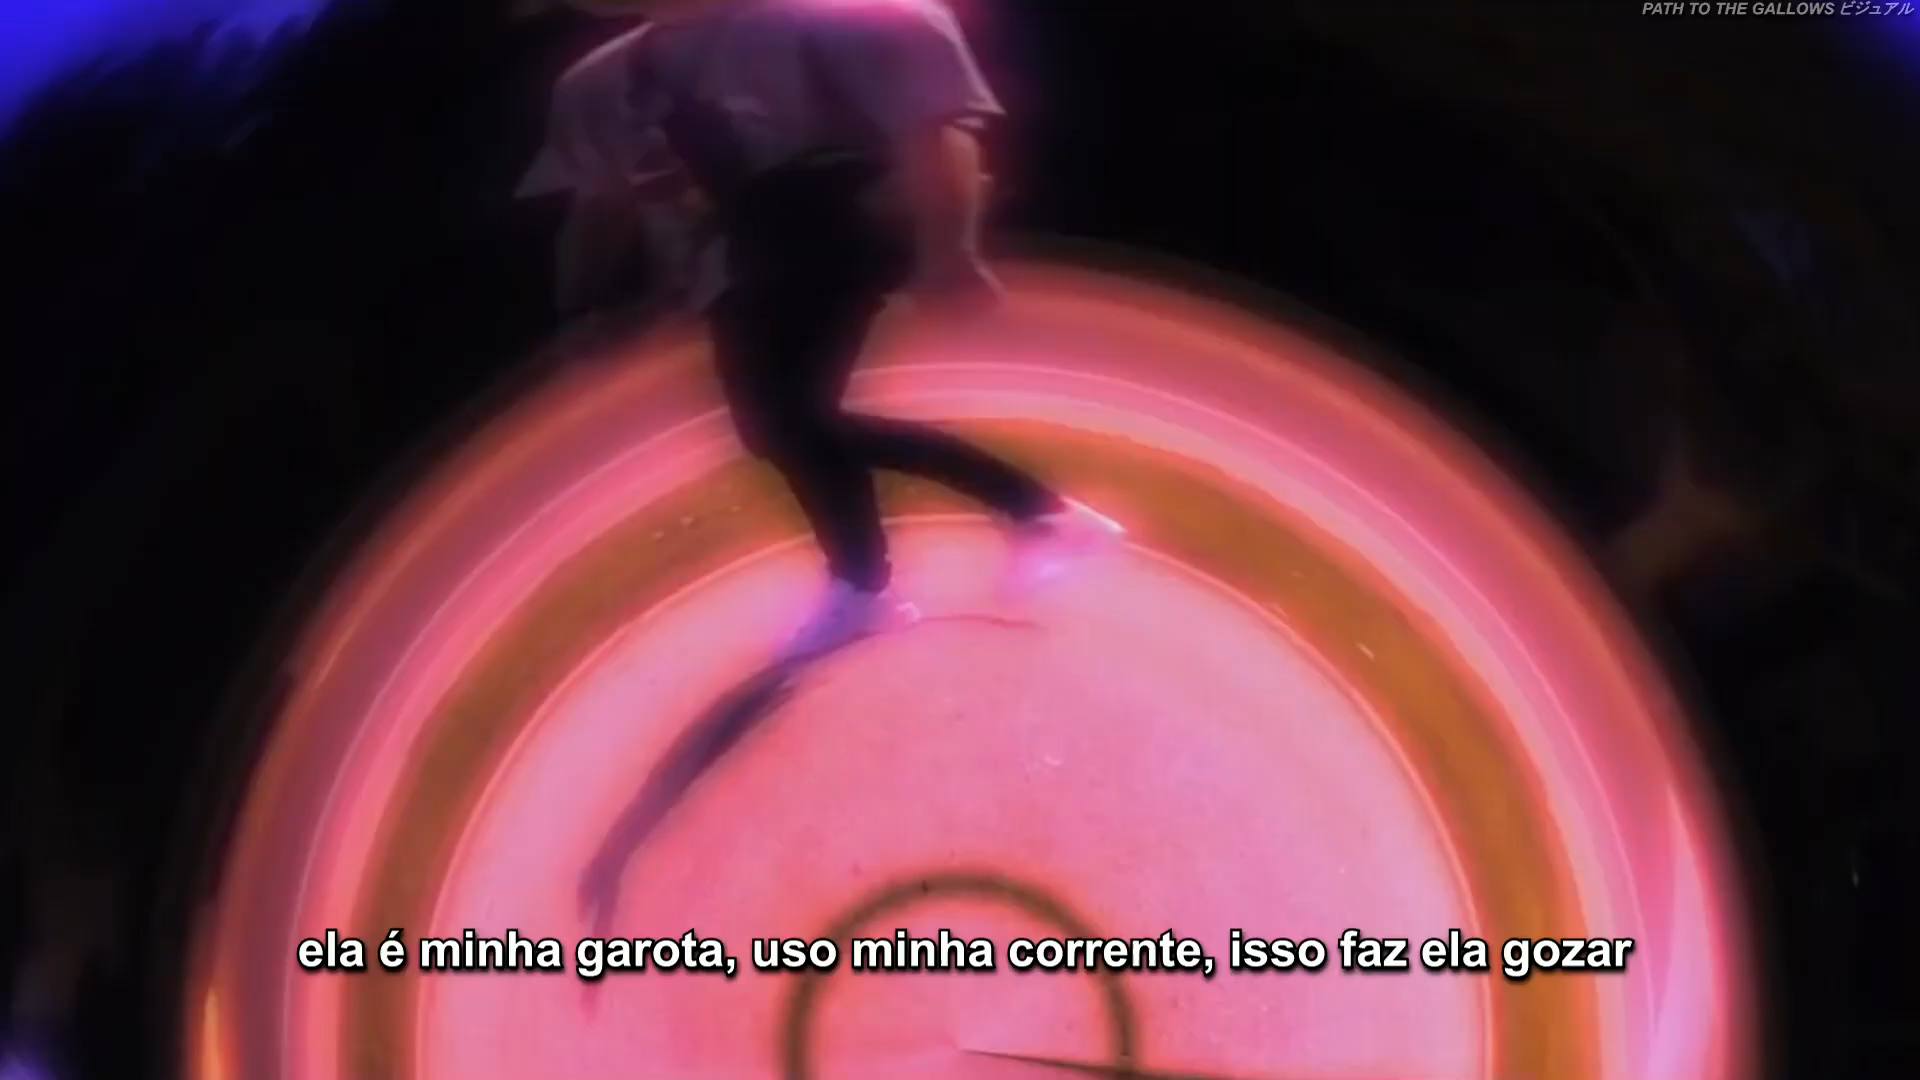 PATH TO THE GALLOWS ビジュアル
ela é minha garota, uso minha corrente, isso faz ela gozar